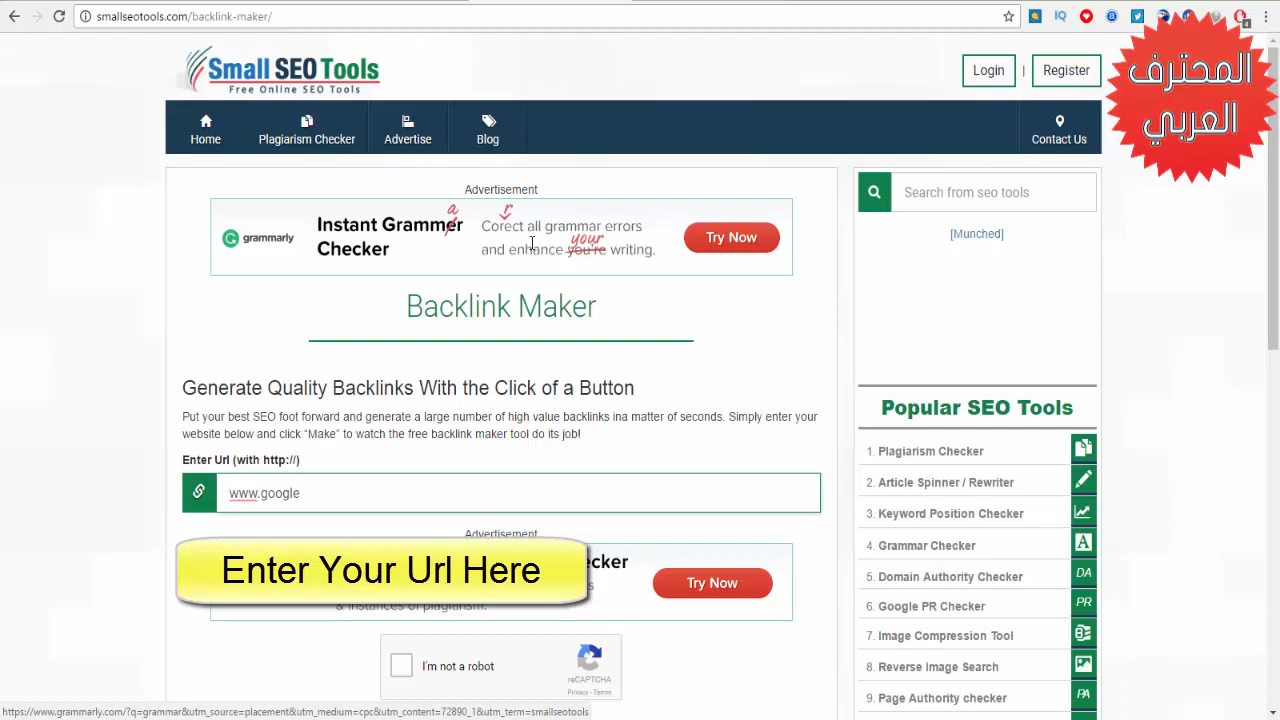 smallseotools.com/backlink-maker/
Small SEO Tools
Free Online SEO Tools
Login | Register
المحترف
العربي
Home
Plagiarism Checker
Advertise
Blog
Contact Us
Advertisement
grammarly
Instant Grammer
a
Checker
r
Corect all grammar errors
your
and enhance you're writing.
Try Now
Search from seo tools
[Munched]
Backlink Maker
Generate Quality Backlinks With the Click of a Button
Put your best SEO foot forward and generate a large number of high value backlinks ina matter of seconds. Simply enter your
website below and click “Make” to watch the free backlink maker tool do its job!
Enter Url (with http://)
www.google
Advertisement
Enter Your Url Here
ecker
& instances of plagiarism.
Try Now
I'm not a robot
reCAPTCHA
Privacy - Terms
Popular SEO Tools
1. Plagiarism Checker
2. Article Spinner / Rewriter
3. Keyword Position Checker
4. Grammar Checker
A
5. Domain Authority Checker
DA
6. Google PR Checker
PR
7. Image Compression Tool
8. Reverse Image Search
9. Page Authority checker
PA
https://www.grammarly.com/?q=grammar&utm_source=placement&utm_medium=cpc&utm_content=72890_1&utm_term=smallseotools